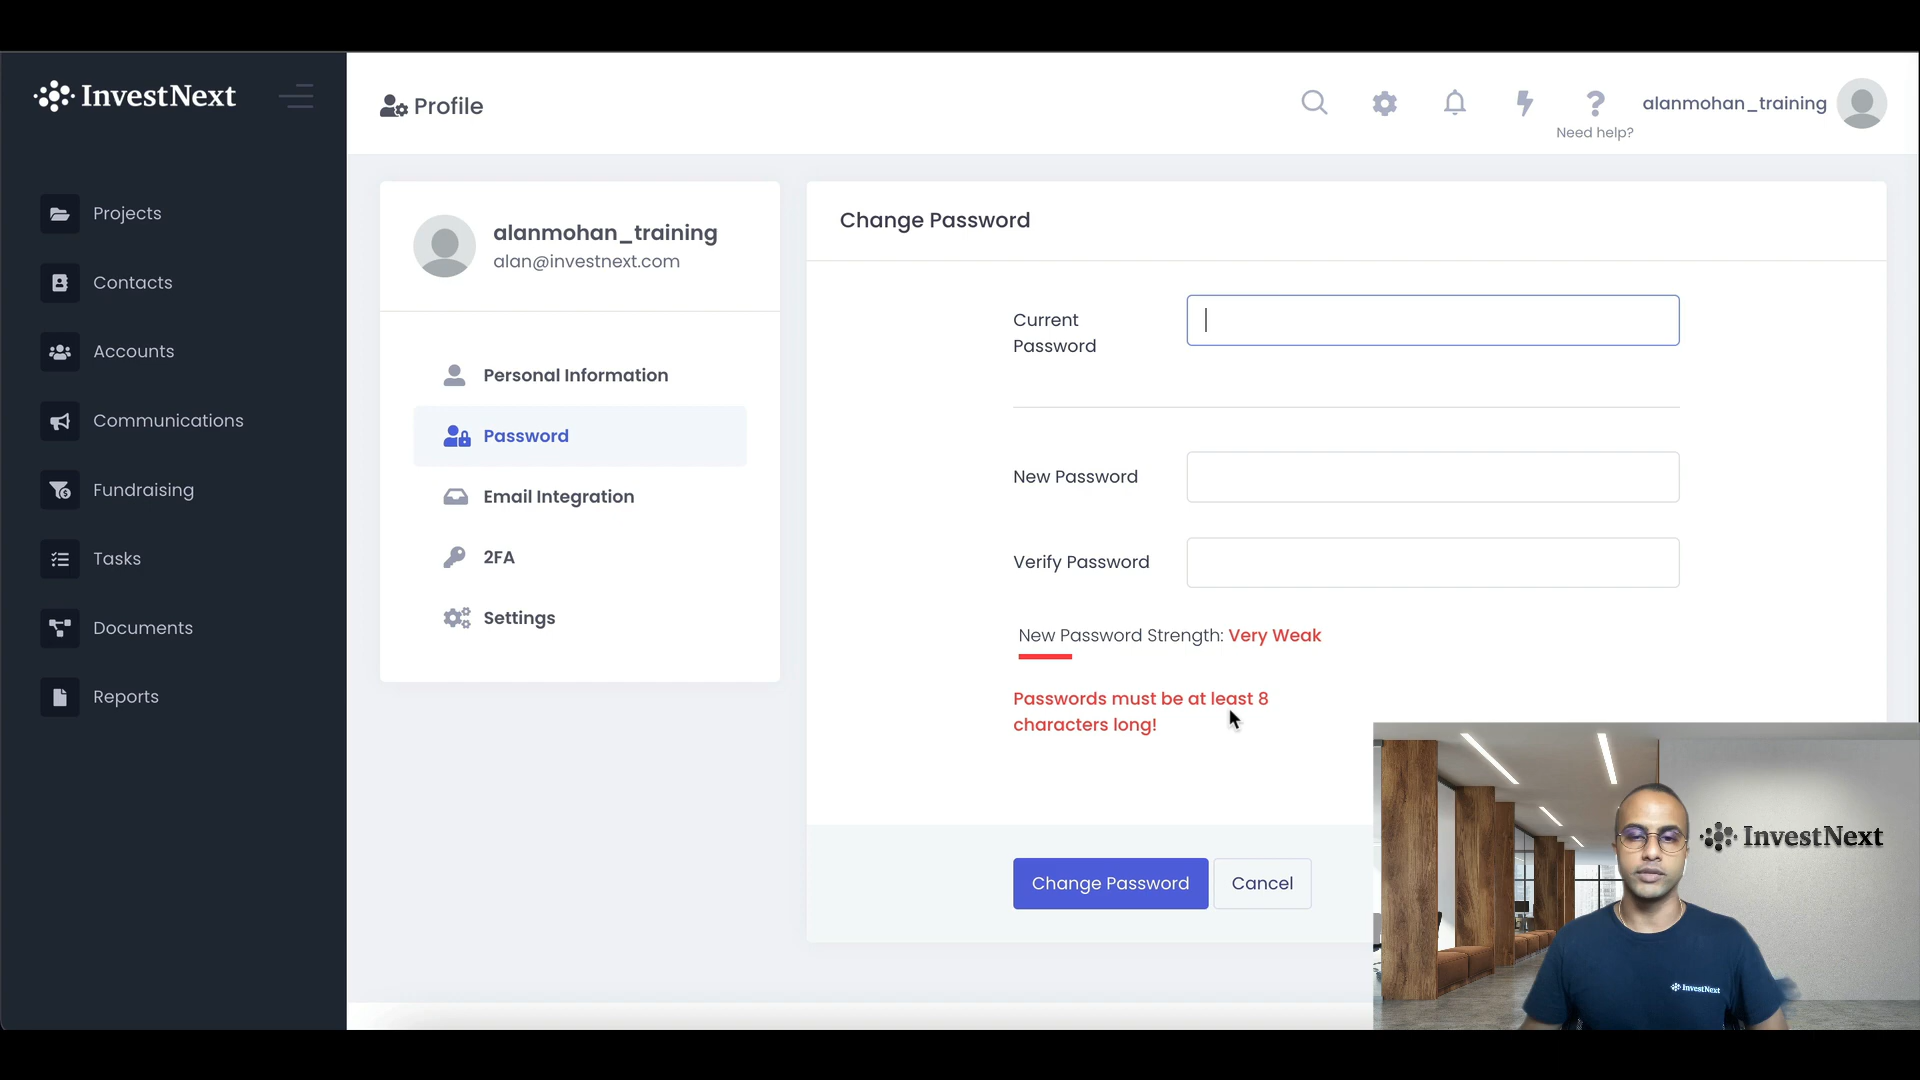 InvestNext
Profile
Need help?
alanmohan_training
Projects
Contacts
Accounts
Communications
Fundraising
Tasks
Documents
Reports
alanmohan_training
alan@investnext.com
Personal Information
Password
Email Integration
2FA
Settings
Change Password
Current
Password
New Password
Verify Password
New Password Strength: Very Weak
Passwords must be at least 8
characters long!
Change Password
Cancel
InvestNext
InvestNext